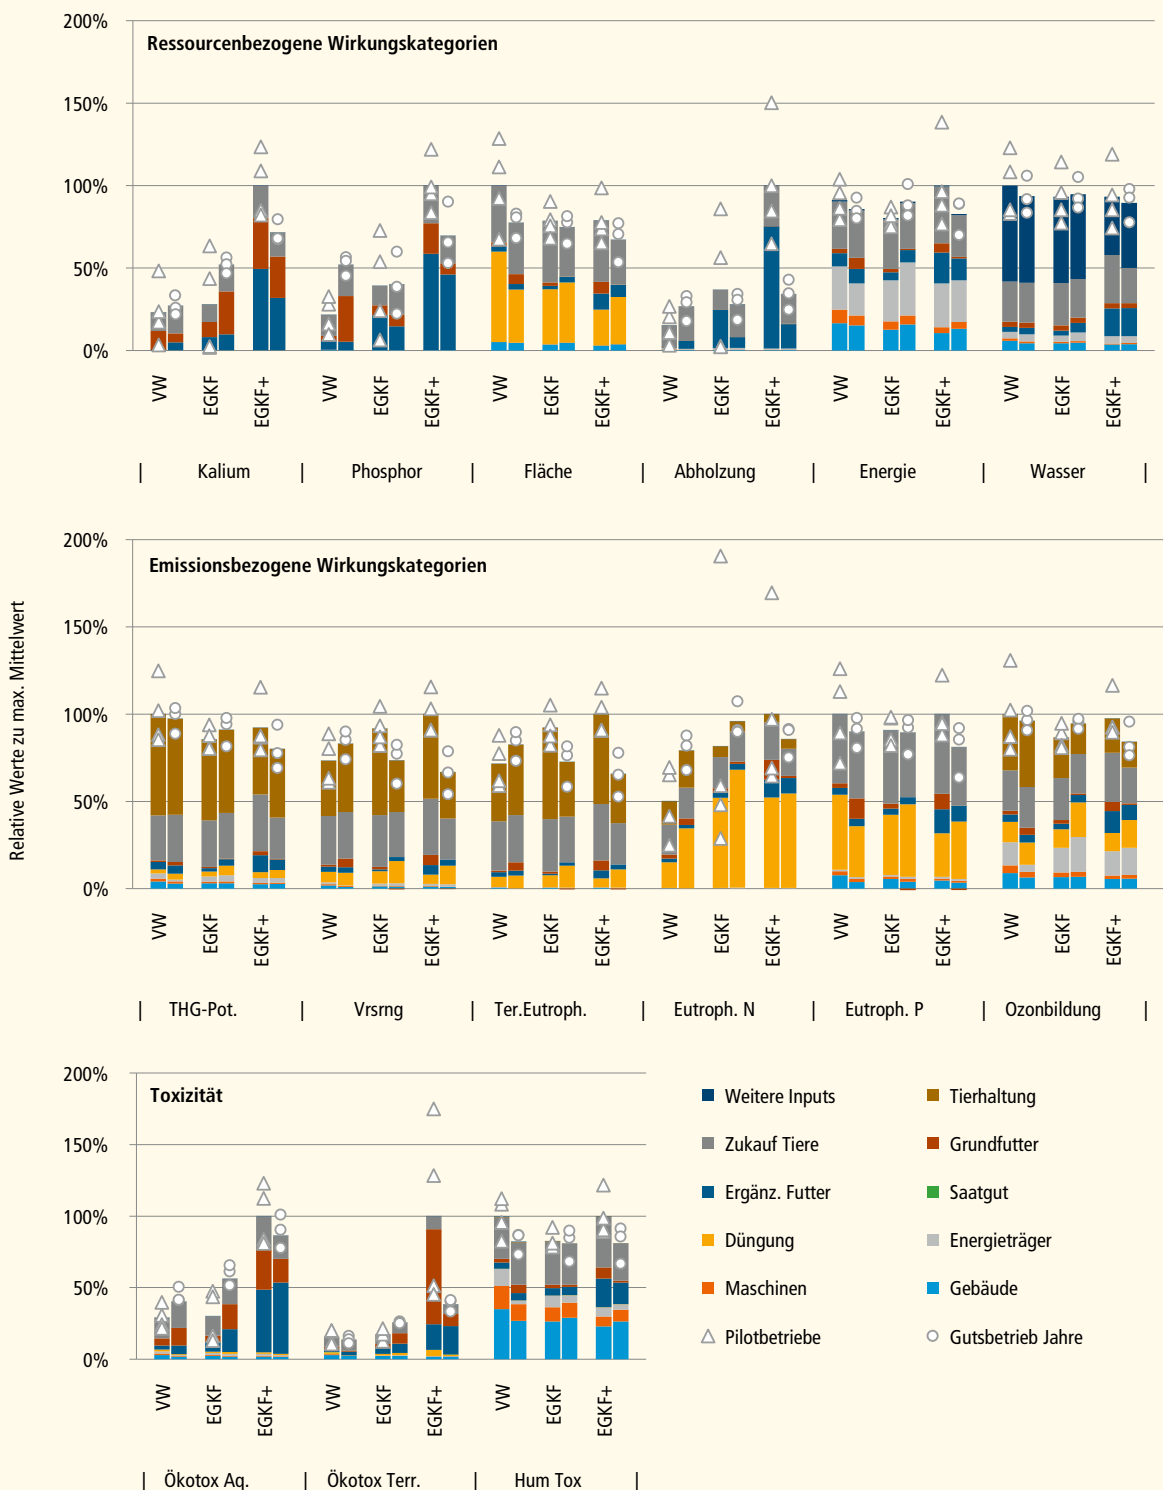 Relative Werte zu max. Mittelwert
Ressourcenbezogene Wirkungskategorien
200%
150%
100%
50%
0%
VW EGKF EGKF+ VW EGKF EGKF+ VW EGKF EGKF+ VW EGKF EGKF+ VW EGKF EGKF+ VW EGKF EGKF+
| Kalium | Phosphor | Fläche | Abholzung | Energie | Wasser |
Emissionsbezogene Wirkungskategorien
200%
150%
100%
50%
0%
VW EGKF EGKF+ VW EGKF EGKF+ VW EGKF EGKF+ VW EGKF EGKF+ VW EGKF EGKF+ VW EGKF EGKF+
| THG-Pot. | Vrsrng | Ter.Eutroph. | Eutroph. N | Eutroph. P | Ozonbildung |
Toxizität
200%
150%
100%
50%
0%
VW EGKF EGKF+ VW EGKF EGKF+ VW EGKF EGKF+
| Ökotox Aq. | Ökotox Terr. | Hum Tox |
Weitere Inputs
Tierhaltung
Zukauf Tiere
Grundfutter
Ergänz. Futter
Saatgut
Düngung
Energieträger
Maschinen
Gebäude
Pilotbetriebe
Gutsbetrieb Jahre